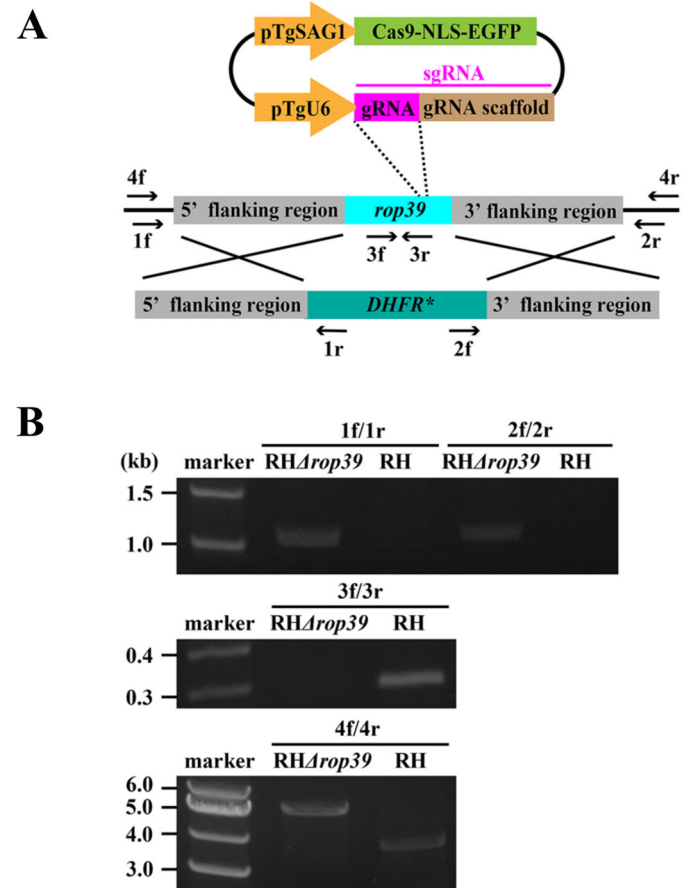 A
pTgSAG1 Cas9-NLS-EGFP
sgRNA
pTgU6 gRNA gRNA scaffold
4f 4r
5’ flanking region rop39 3’ flanking region
1f 3f 3r 2r
5’ flanking region DHFR* 3’ flanking region
1r 2f
B
1f/1r 2f/2r
(kb) marker RHΔrop39 RH RHΔrop39 RH
1.5
1.0
3f/3r
marker RHΔrop39 RH
0.4
0.3
4f/4r
marker RHΔrop39 RH
6.0
5.0
4.0
3.0